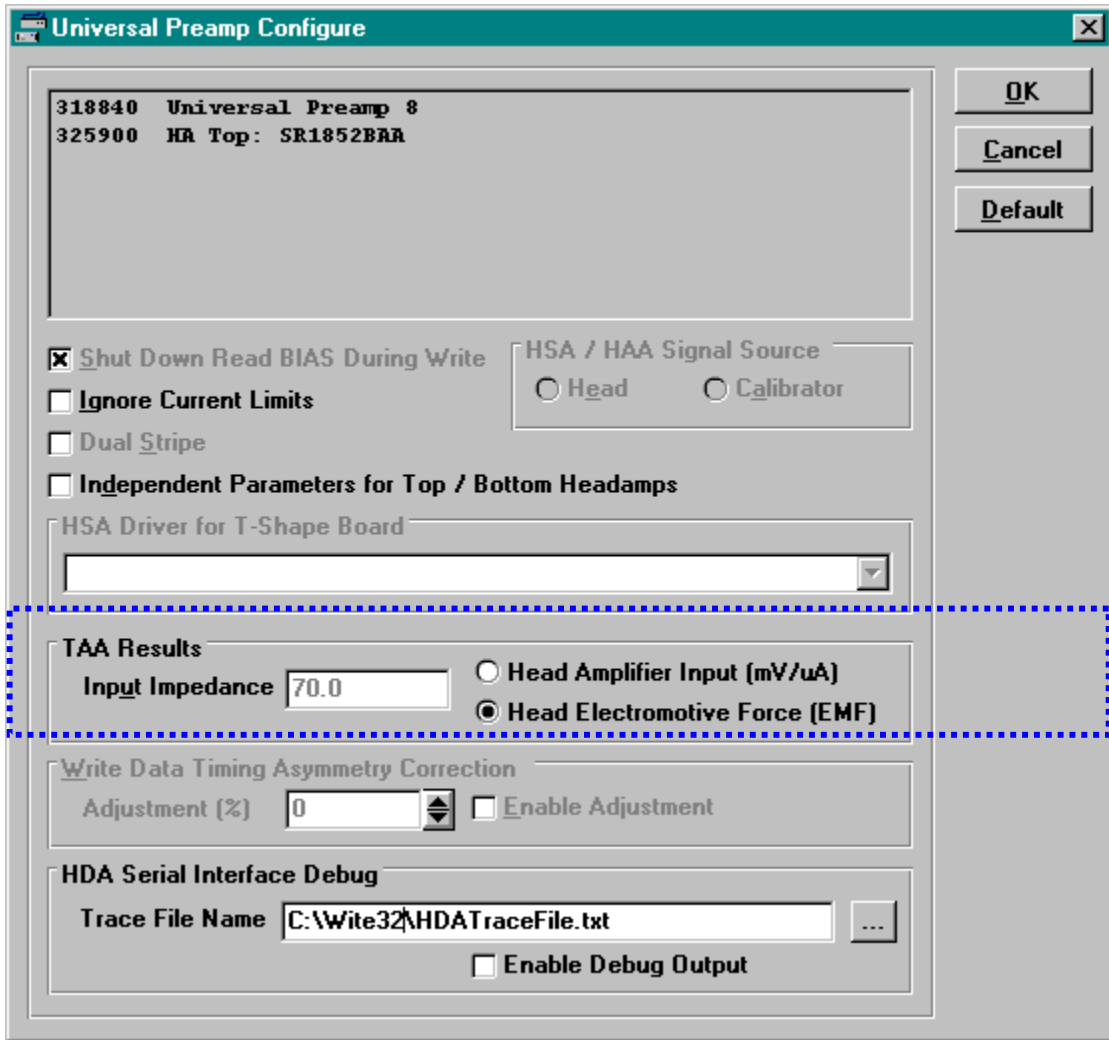 Universal Preamp Configure
318840 Universal Preamp 8
325900 HA Top: SR1852BAA
OK
Cancel
Default
Shut Down Read BIAS During Write
Ignore Current Limits
Dual Stripe
Independent Parameters for Top / Bottom Headamps
HSA / HAA Signal Source
Head
Calibrator
HSA Driver for T-Shape Board
TAA Results
Input Impedance 70.0
Head Amplifier Input (mV/uA)
Head Electromotive Force (EMF)
Write Data Timing Asymmetry Correction
Adjustment (%) 0
Enable Adjustment
HDA Serial Interface Debug
Trace File Name C:\Wite32\HDATraceFile.txt
...
Enable Debug Output